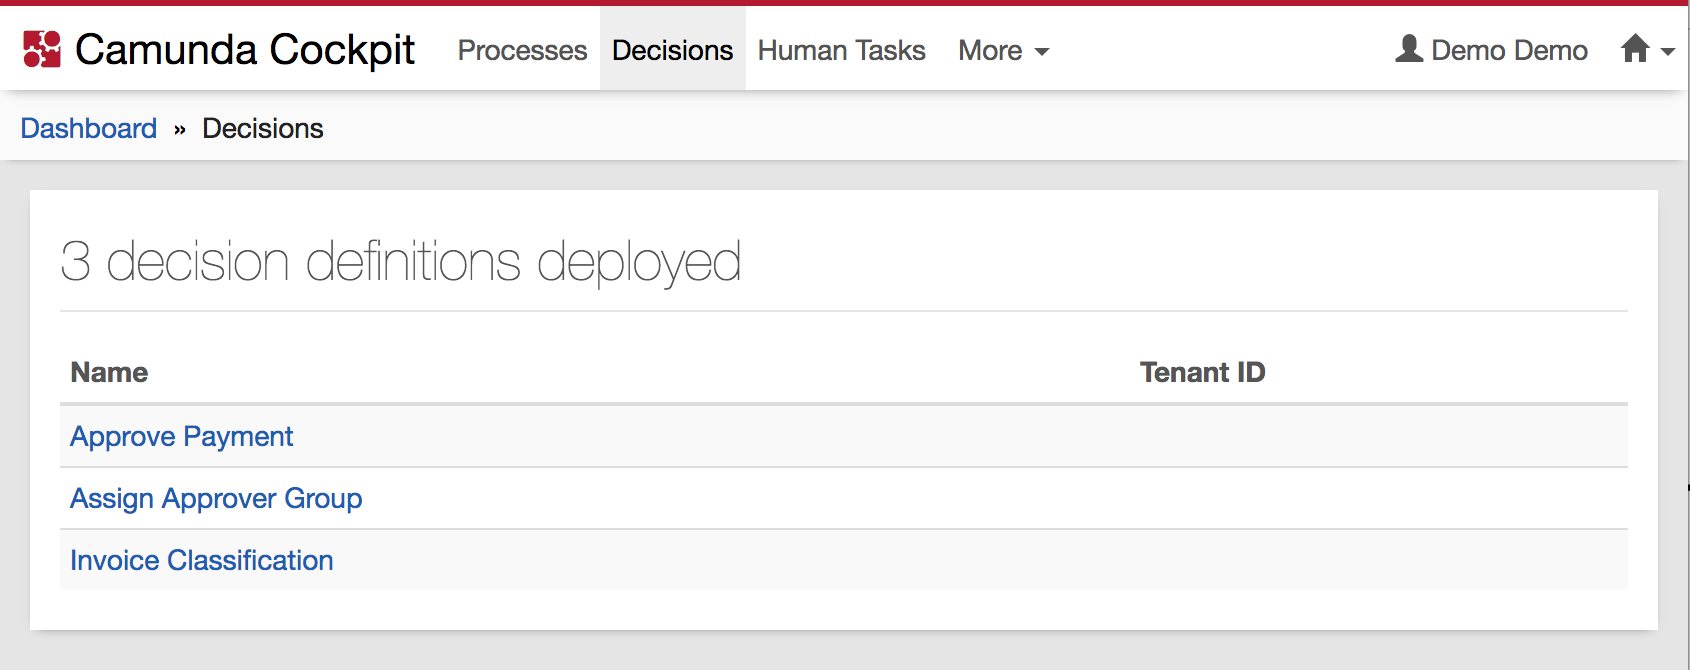 Camunda Cockpit Processes Decisions Human Tasks More Demo Demo
Dashboard » Decisions
3 decision definitions deployed
Name Tenant ID
Approve Payment
Assign Approver Group
Invoice Classification